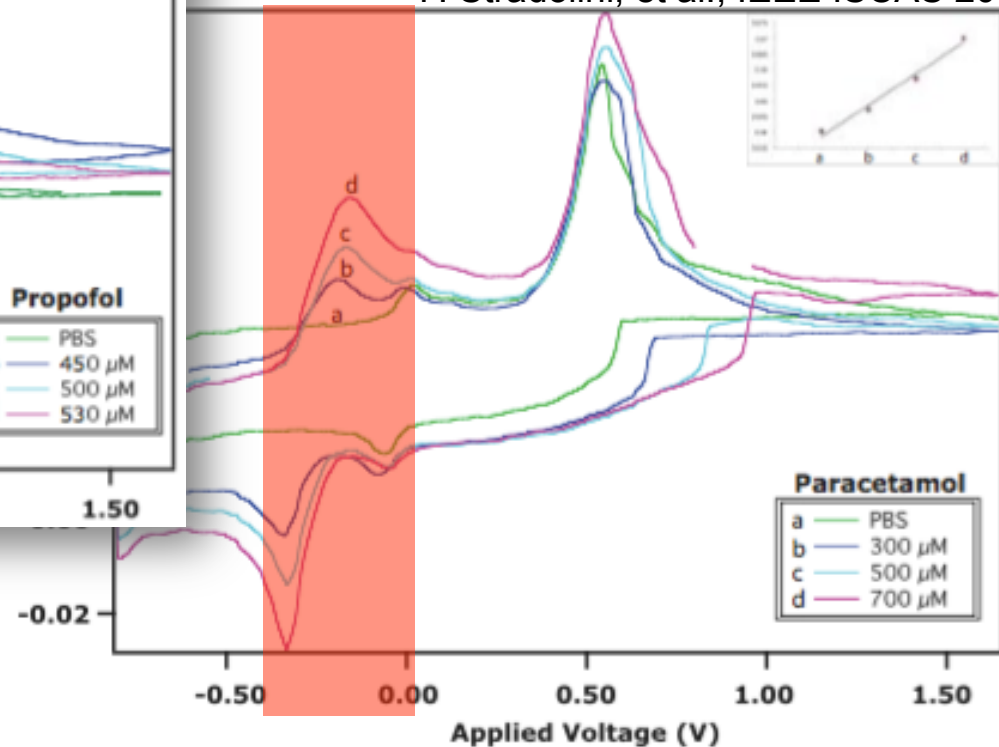 Propofol
PBS
450 µM
500 µM
530 µM
1.50
d
c
b
a
a b c d
Paracetamol
a PBS
b 300 µM
c 500 µM
d 700 µM
-0.02
-0.50 0.00 0.50 1.00 1.50
Applied Voltage (V)